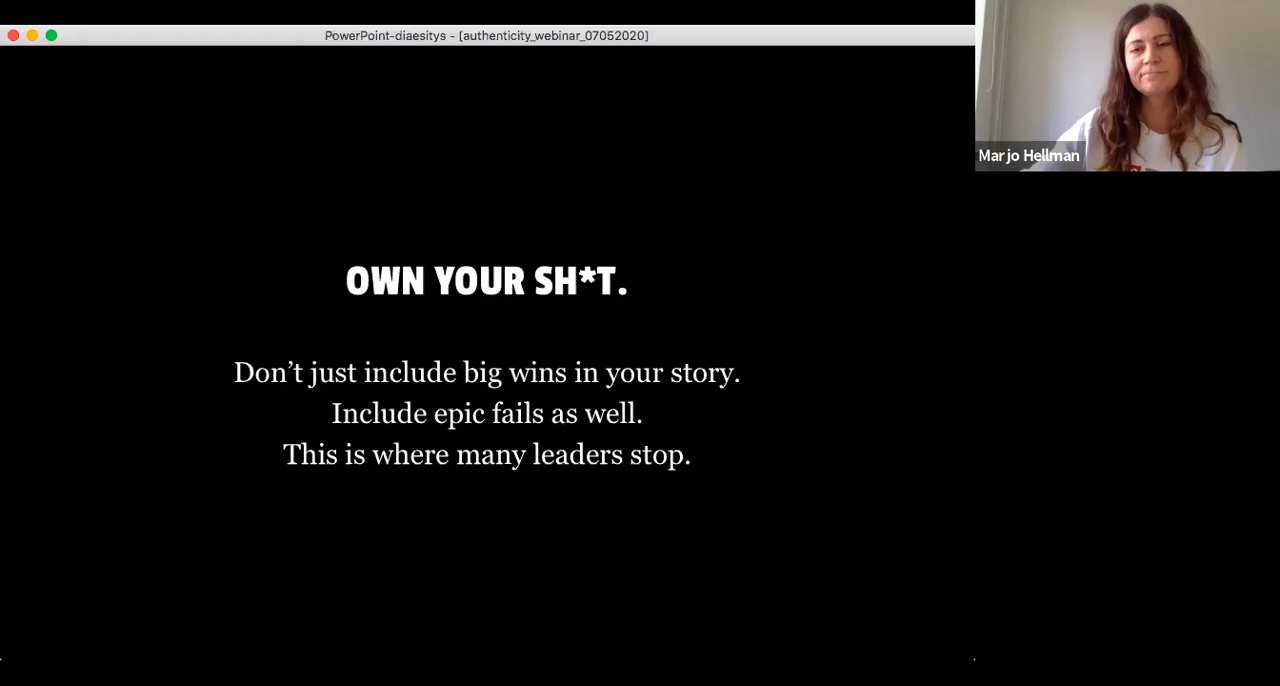 PowerPoint-diaesitys - [authenticity_webinar_07052020]
Marjo Hellman
OWN YOUR SH*T.
Don’t just include big wins in your story.
Include epic fails as well.
This is where many leaders stop.